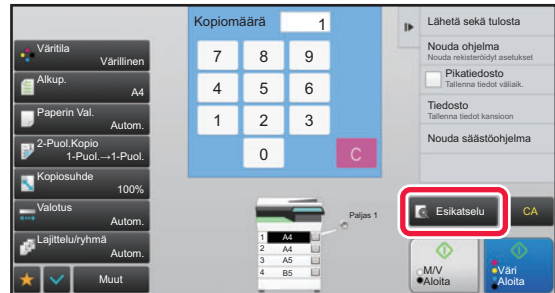 Väritila
Värillinen
Alkup.
A4
Paperin Val.
Autom.
2-Puol.Kopio
1-Puol.→1-Puol.
Kopiosuhde
100%
Valotus
Autom.
Lajittelu/ryhmä
Autom.
Muut
Kopiomäärä 1
7 8 9
4 5 6
1 2 3
0 C
Paljas 1
1 A4
2 A4
3 A5
4 B5
Lähetä sekä tulosta
Nouda ohjelma
Nouda rekisteröidyt asetukset
Pikatiedosto
Tallenna tiedot väliaik.
Tiedosto
Tallenna tiedot kansioon
Nouda säästöohjelma
Esikatselu CA
M/V
Aloita
Väri
Aloita